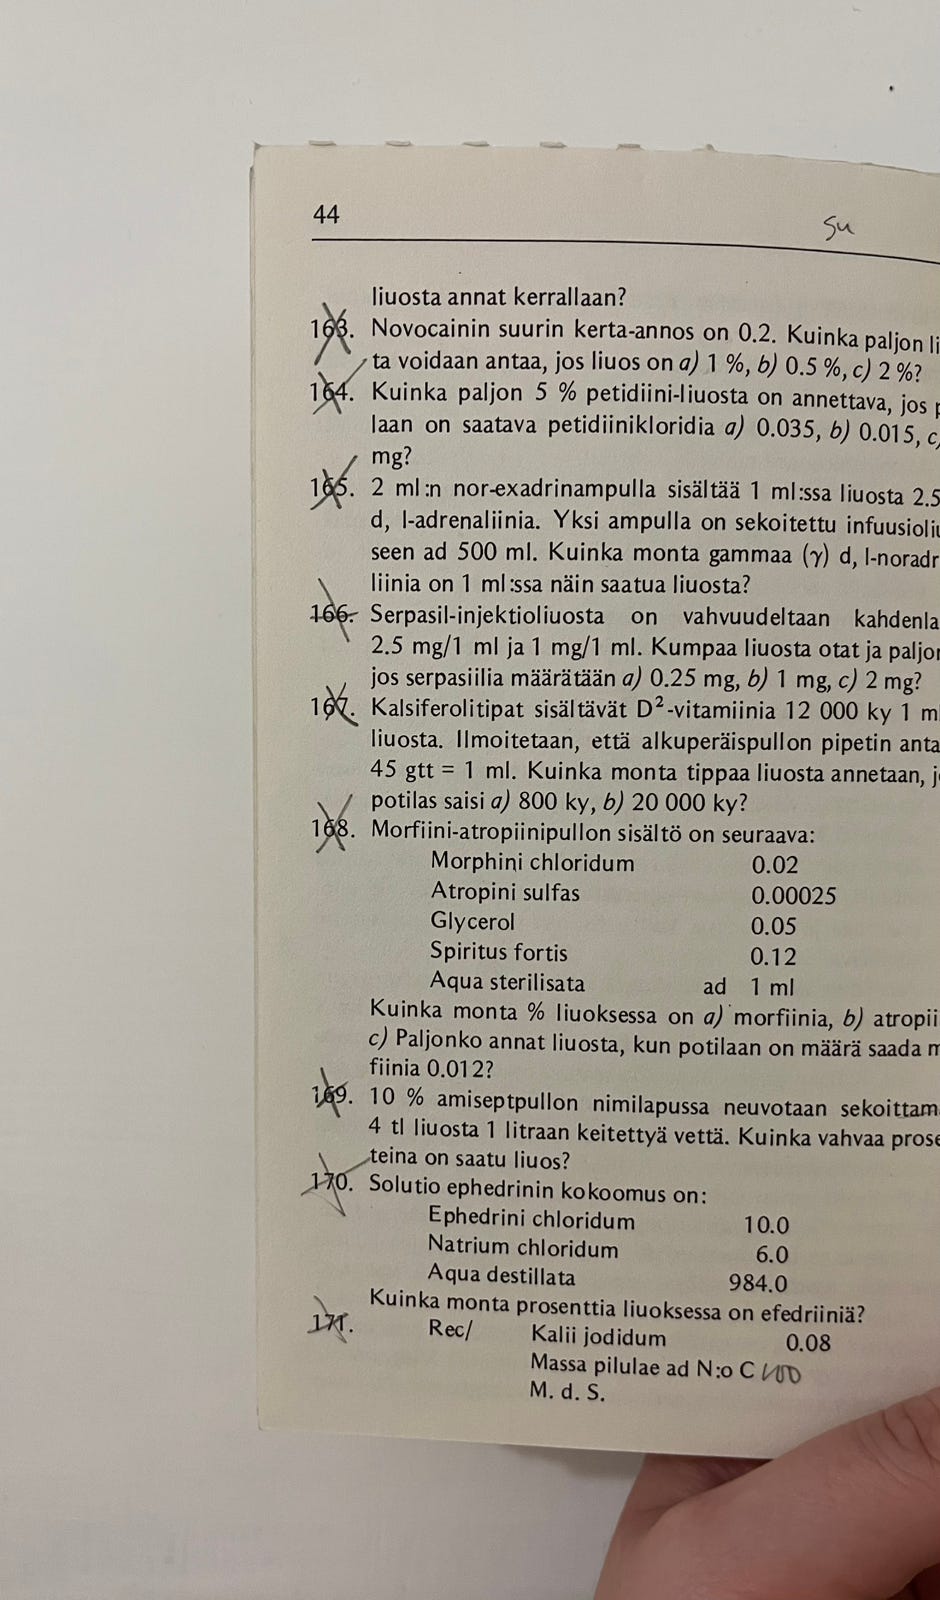 44
su
liuosta annat kerrallaan?
163. Novocainin suurin kerta-annos on 0.2. Kuinka paljon li
ta voidaan antaa, jos liuos on a) 1 %, b) 0.5 %, c) 2 %?
164. Kuinka paljon 5 % petidiini-liuosta on annettava, jos p
laan on saatava petidiinikloridia a) 0.035, b) 0.015, c)
mg?
165. 2 ml:n nor-exadrinampulla sisältää 1 ml:ssa liuosta 2.5
d, l-adrenaliinia. Yksi ampulla on sekoitettu infuusioliu
seen ad 500 ml. Kuinka monta gammaa (γ) d, l-noradr
liinia on 1 ml:ssa näin saatua liuosta?
166. Serpasil-injektioliuosta on vahvuudeltaan kahdenla
2.5 mg/1 ml ja 1 mg/1 ml. Kumpaa liuosta otat ja paljon
jos serpasiilia määrätään a) 0.25 mg, b) 1 mg, c) 2 mg?
167. Kalsiferolitipat sisältävät D²-vitamiinia 12 000 ky 1 ml
liuosta. Ilmoitetaan, että alkuperäispullon pipetin anta
45 gtt = 1 ml. Kuinka monta tippaa liuosta annetaan, jo
potilas saisi a) 800 ky, b) 20 000 ky?
168. Morfiini-atropiinipullon sisältö on seuraava:
Morphini chloridum 0.02
Atropini sulfas 0.00025
Glycerol 0.05
Spiritus fortis 0.12
Aqua sterilisata ad 1 ml
Kuinka monta % liuoksessa on a) morfiinia, b) atropii
c) Paljonko annat liuosta, kun potilaan on määrä saada m
fiinia 0.012?
169. 10 % amiseptpullon nimilapussa neuvotaan sekoittam
4 tl liuosta 1 litraan keitettyä vettä. Kuinka vahvaa prose
teina on saatu liuos?
170. Solutio ephedrinin kokoomus on:
Ephedrini chloridum 10.0
Natrium chloridum 6.0
Aqua destillata 984.0
Kuinka monta prosenttia liuoksessa on efedriiniä?
171. Rec/ Kalii jodidum 0.08
Massa pilulae ad N:o C 100
M. d. S.